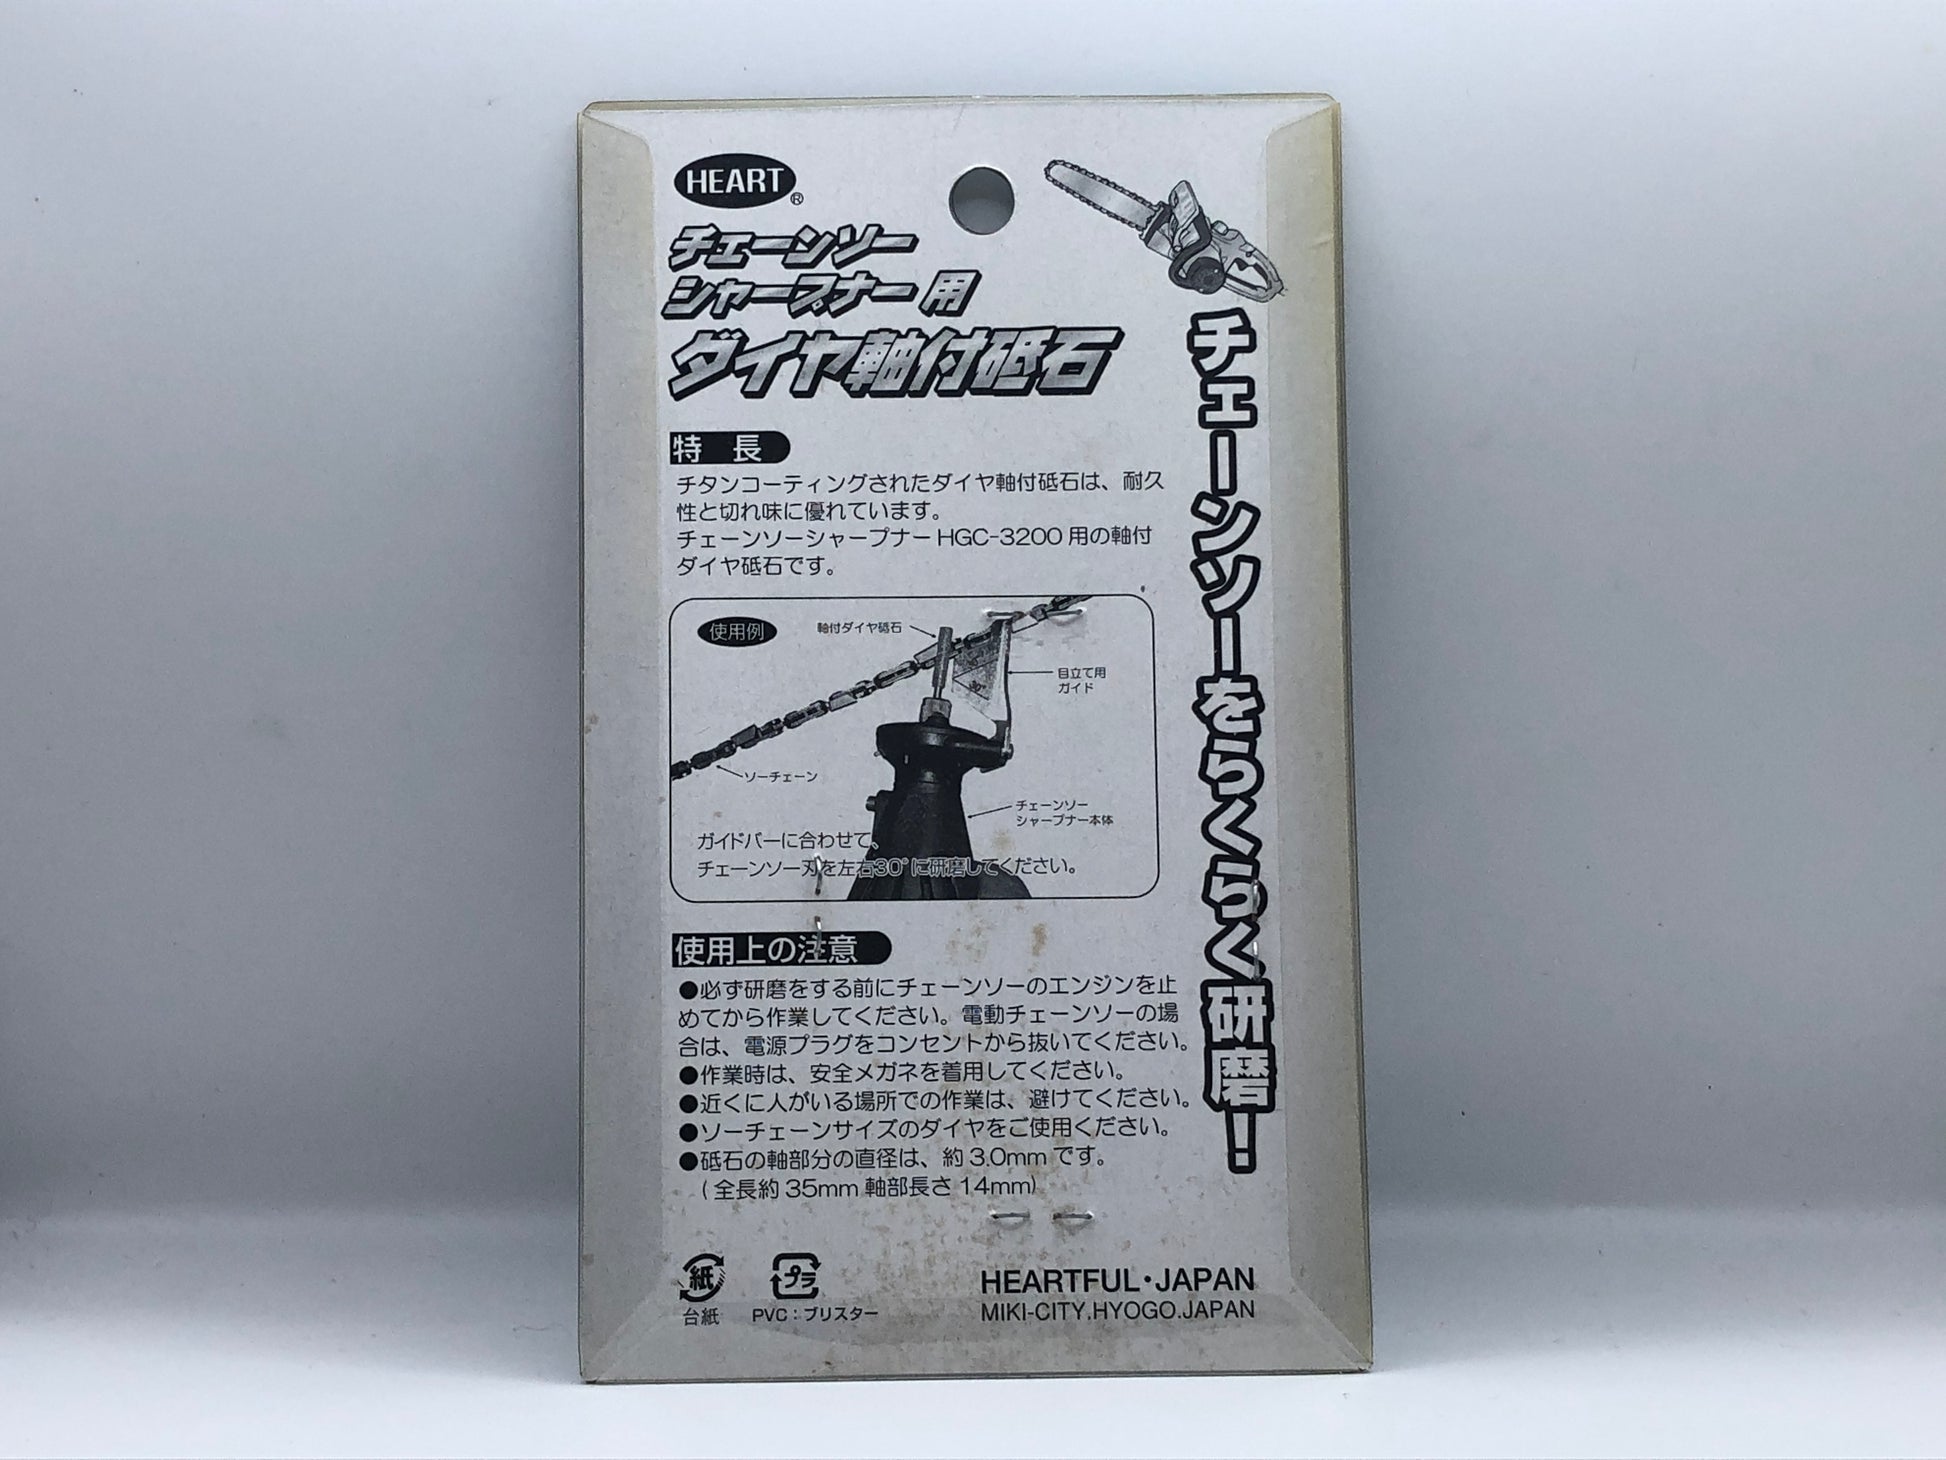 HEART
®
チェーンソー
シャープナー用
ダイヤ軸付砥石
チェーンソーをらくらく研磨!
特 長
チタンコーティングされたダイヤ軸付砥石は、耐久
性と切れ味に優れています。
チェーンソーシャープナー HGC-3200 用の軸付
ダイヤ砥石です。
使用例
軸付ダイヤ砥石
30°
目立て用
ガイド
ソーチェーン
チェーンソー
シャープナー本体
ガイドバーに合わせて、
チェーンソー刃を左右30°に研磨してください。
使用上の注意
●必ず研磨をする前にチェーンソーのエンジンを止
めてから作業してください。電動チェーンソーの場
合は、電源プラグをコンセントから抜いてください。
●作業時は、安全メガネを着用してください。
●近くに人がいる場所での作業は、避けてください。
●ソーチェーンサイズのダイヤをご使用ください。
●砥石の軸部分の直径は、約 3.0mm です。
(全長約 35mm 軸部長さ 14mm)
紙
台紙
プラ
PVC：ブリスター
HEARTFUL・JAPAN
MIKI-CITY.HYOGO.JAPAN